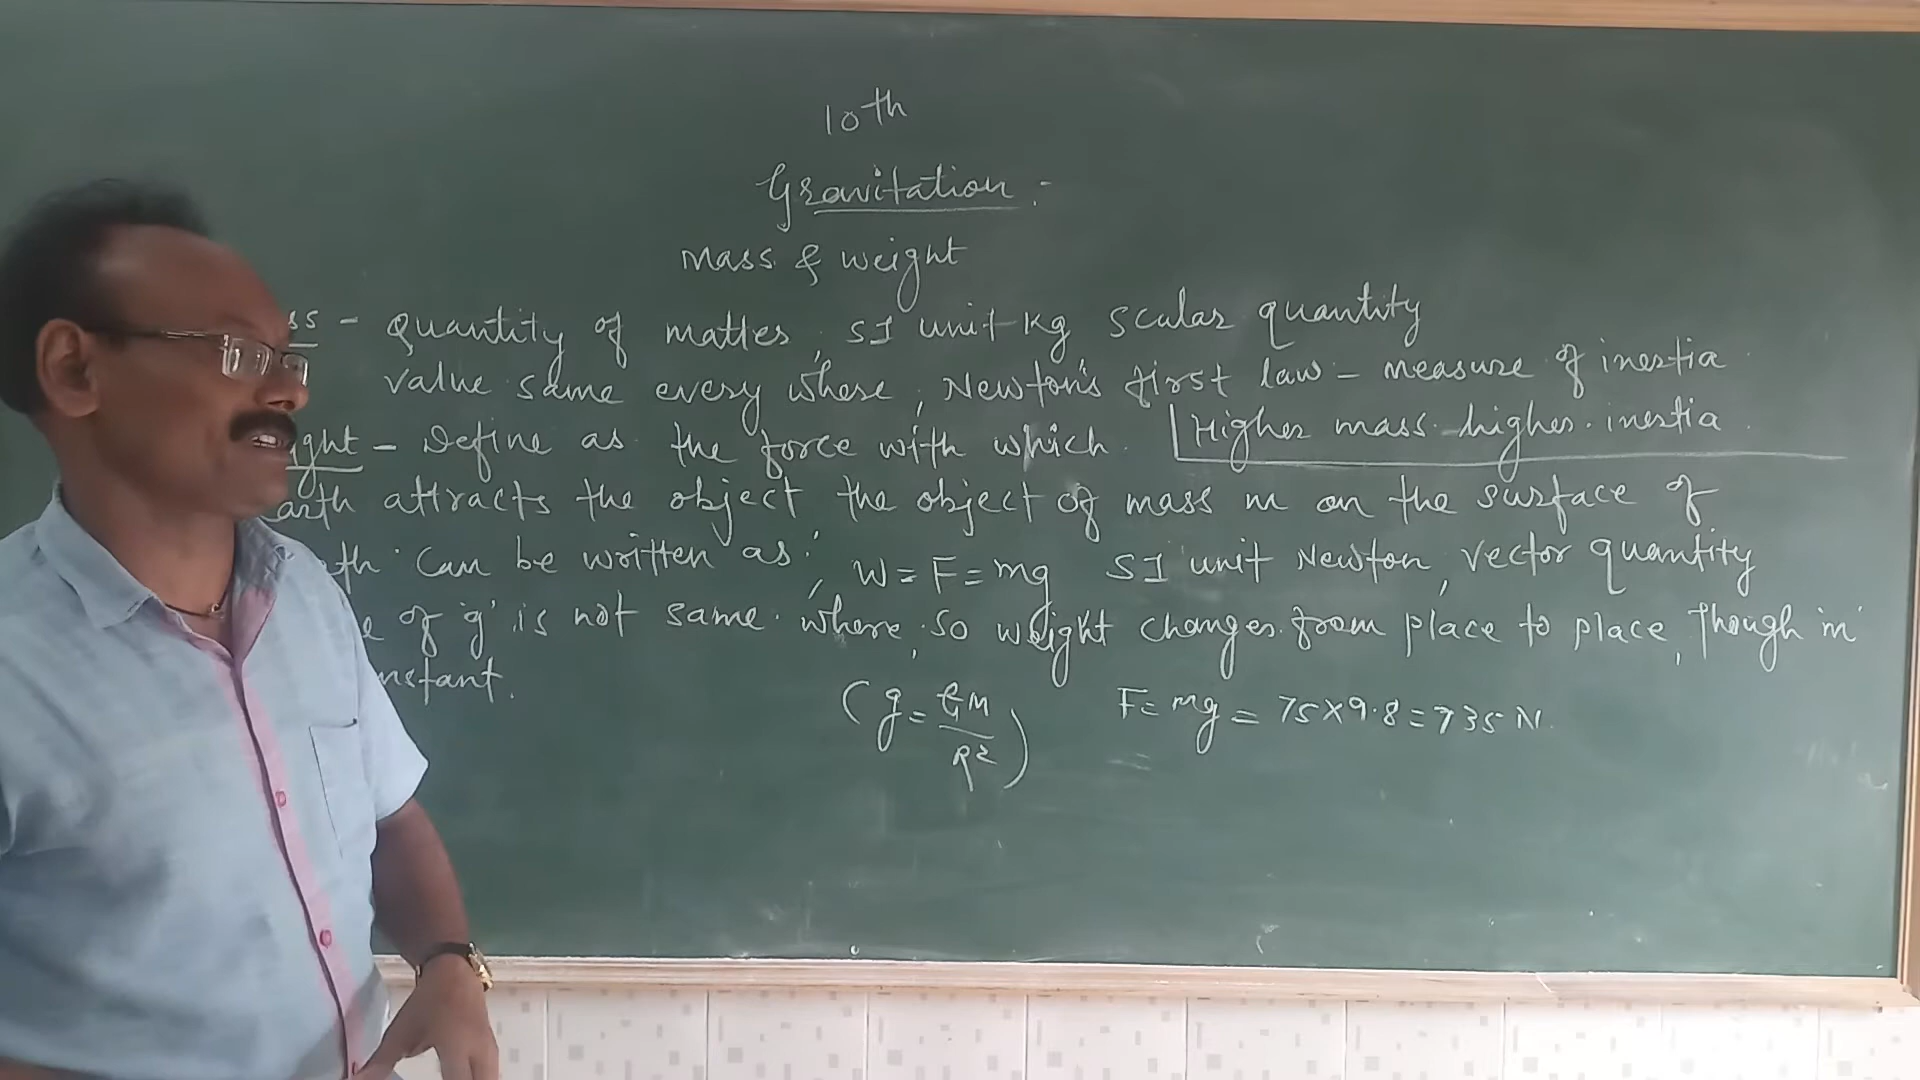 10th
Gravitation :-
Mass & weight
ss - Quantity of matter, SI unit-kg scalar quantity
value same every where, Newton's first law - measure of inertia
ight - Define as the force with which. Higher mass higher inertia.
arth attracts the object the object of mass m on the surface of
th can be written as, W = F = mg SI unit Newton, Vector quantity
e of 'g' is not same where, so weight changes from place to place, Though 'm'
nstant.
(g = GM/R²) F = mg = 75×9.8 = 735 N.